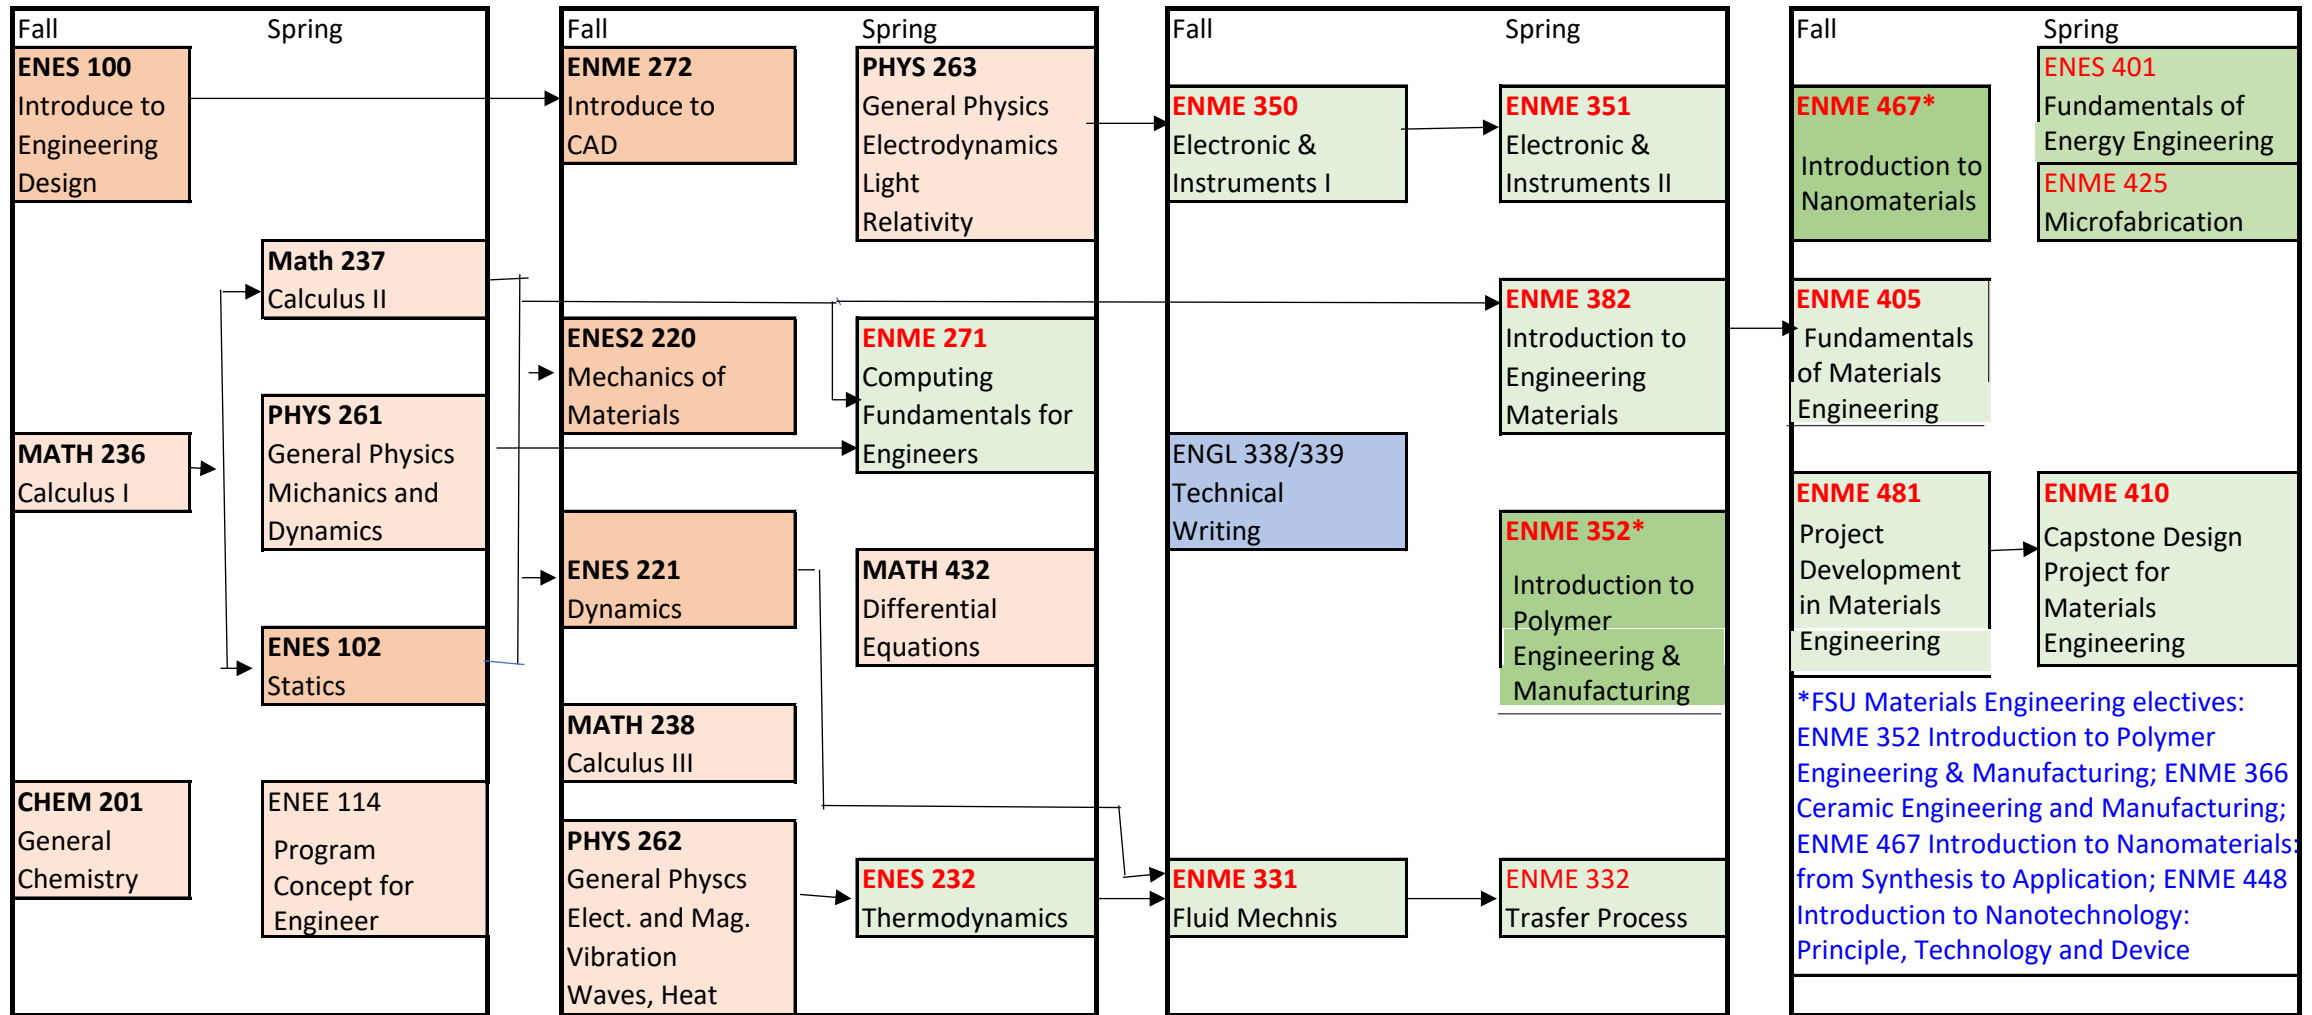 Fall
Spring
ENES 100
Introduce to
Engineering
Design
Math 237
Calculus II
PHYS 261
General Physics
Michanics and
Dynamics
MATH 236
Calculus I
ENES 102
Statics
CHEM 201
General
Chemistry
ENEE 114
Program
Concept for
Engineer
Fall
Spring
ENME 272
Introduce to
CAD
PHYS 263
General Physics
Electrodynamics
Light
Relativity
ENES2 220
Mechanics of
Materials
ENME 271
Computing
Fundamentals for
Engineers
ENES 221
Dynamics
MATH 432
Differential
Equations
MATH 238
Calculus III
PHYS 262
General Physcs
Elect. and Mag.
Vibration
Waves, Heat
ENES 232
Thermodynamics
Fall
Spring
ENME 350
Electronic &
Instruments I
ENME 351
Electronic &
Instruments II
ENME 382
Introduction to
Engineering
Materials
ENGL 338/339
Technical
Writing
ENME 352*
Introduction to
Polymer
Engineering &
Manufacturing
ENME 331
Fluid Mechnis
ENME 332
Trasfer Process
Fall
Spring
ENME 467*
Introduction to
Nanomaterials
ENES 401
Fundamentals of
Energy Engineering
ENME 425
Microfabrication
ENME 405
Fundamentals
of Materials
Engineering
ENME 481
Project
Development
in Materials
Engineering
ENME 410
Capstone Design
Project for
Materials
Engineering
*FSU Materials Engineering electives:
ENME 352 Introduction to Polymer
Engineering & Manufacturing; ENME 366
Ceramic Engineering and Manufacturing;
ENME 467 Introduction to Nanomaterials:
from Synthesis to Application; ENME 448
Introduction to Nanotechnology:
Principle, Technology and Device